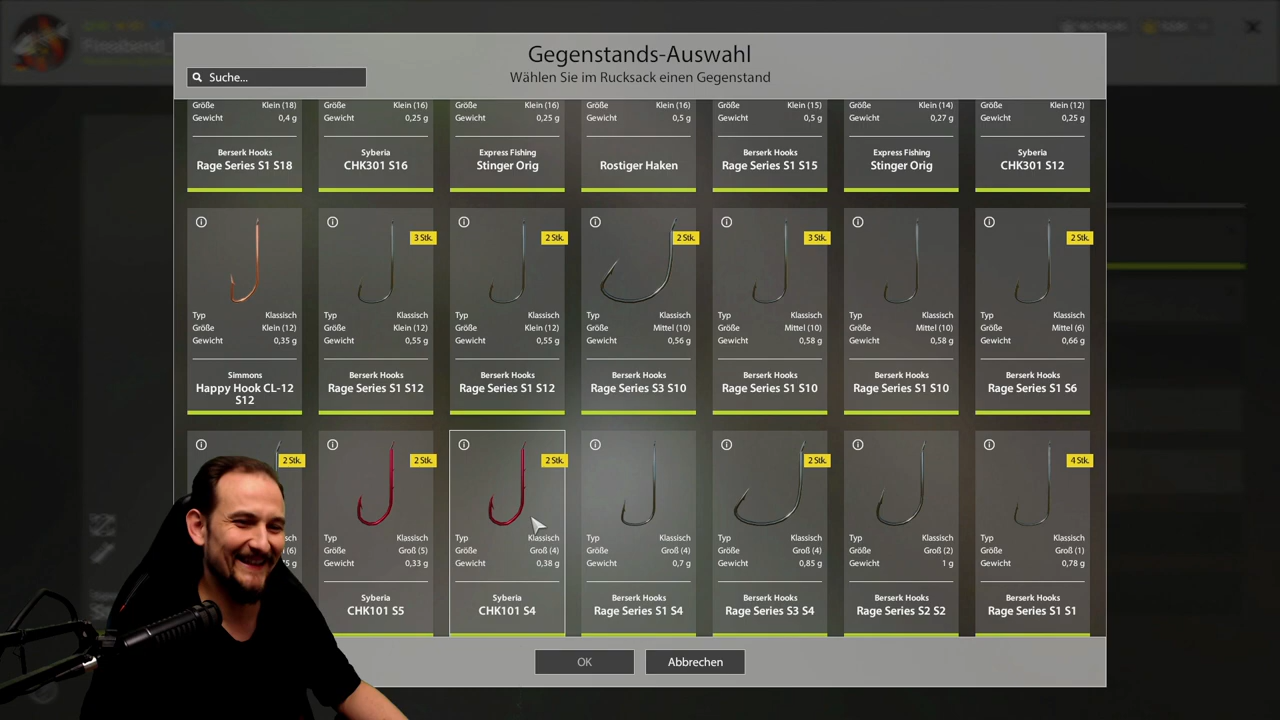 Gegenstands-Auswahl
Wählen Sie im Rucksack einen Gegenstand
Suche...
Größe Klein (18)
Gewicht 0,4 g
Berserk Hooks
Rage Series S1 S18
Größe Klein (16)
Gewicht 0,25 g
Syberia
CHK301 S16
Größe Klein (16)
Gewicht 0,25 g
Express Fishing
Stinger Orig
Größe Klein (16)
Gewicht 0,5 g
Rostiger Haken
Größe Klein (15)
Gewicht 0,5 g
Berserk Hooks
Rage Series S1 S15
Größe Klein (14)
Gewicht 0,27 g
Express Fishing
Stinger Orig
Größe Klein (12)
Gewicht 0,25 g
Syberia
CHK301 S12
Typ Klassisch
Größe Klein (12)
Gewicht 0,35 g
Simmons
Happy Hook CL-12
S12
3 Stk.
Typ Klassisch
Größe Klein (12)
Gewicht 0,55 g
Berserk Hooks
Rage Series S1 S12
2 Stk.
Typ Klassisch
Größe Klein (12)
Gewicht 0,55 g
Berserk Hooks
Rage Series S1 S12
2 Stk.
Typ Klassisch
Größe Mittel (10)
Gewicht 0,56 g
Berserk Hooks
Rage Series S3 S10
3 Stk.
Typ Klassisch
Größe Mittel (10)
Gewicht 0,58 g
Berserk Hooks
Rage Series S1 S10
Typ Klassisch
Größe Mittel (10)
Gewicht 0,58 g
Berserk Hooks
Rage Series S1 S10
2 Stk.
Typ Klassisch
Größe Mittel (6)
Gewicht 0,66 g
Berserk Hooks
Rage Series S1 S6
2 Stk.
(6)
5 g
2 Stk.
Typ Klassisch
Größe Groß (5)
Gewicht 0,33 g
Syberia
CHK101 S5
2 Stk.
Typ Klassisch
Größe Groß (4)
Gewicht 0,38 g
Syberia
CHK101 S4
Typ Klassisch
Größe Groß (4)
Gewicht 0,7 g
Berserk Hooks
Rage Series S1 S4
2 Stk.
Typ Klassisch
Größe Groß (4)
Gewicht 0,85 g
Berserk Hooks
Rage Series S3 S4
Typ Klassisch
Größe Groß (2)
Gewicht 1 g
Berserk Hooks
Rage Series S2 S2
4 Stk.
Typ Klassisch
Größe Groß (1)
Gewicht 0,78 g
Berserk Hooks
Rage Series S1 S1
OK
Abbrechen